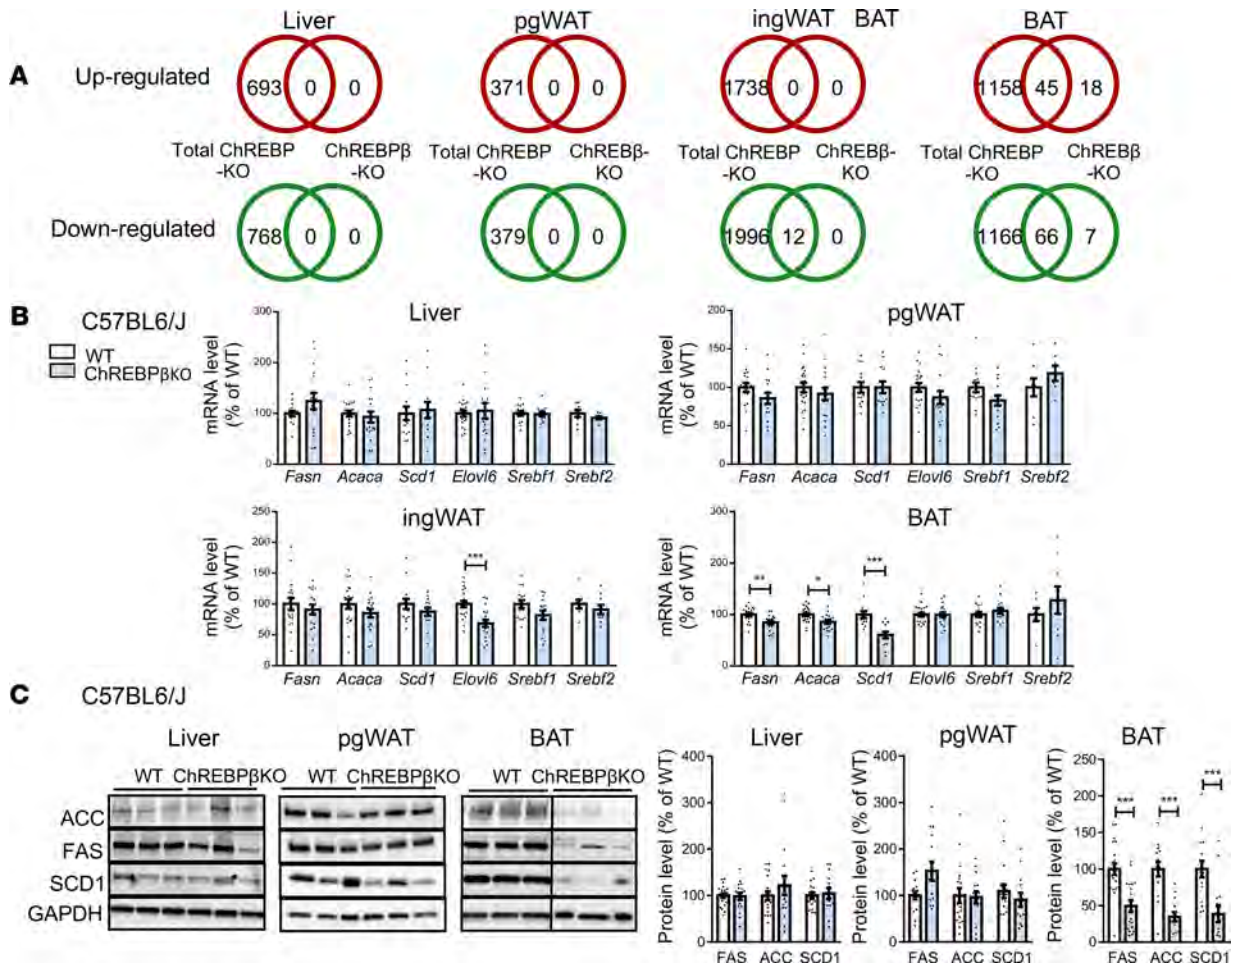 Liver pgWAT ingWAT BAT BAT
A Up-regulated
693 0 0 371 0 0 1738 0 0 1158 45 18
Total ChREBP ChREBPβ Total ChREBP ChREBβ- Total ChREBP ChREBβ- Total ChREBP ChREBβ
-KO -KO -KO KO -KO KO -KO -KO
Down-regulated
768 0 0 379 0 0 1996 12 0 1166 66 7
B C57BL6/J
WT
ChREBPβKO
Liver
mRNA level
(% of WT)
300
200
100
0
Fasn Acaca Scd1 Elovl6 Srebf1 Srebf2
pgWAT
mRNA level
(% of WT)
200
150
100
50
0
Fasn Acaca Scd1 Elovl6 Srebf1 Srebf2
ingWAT
mRNA level
(% of WT)
250
200
150
100
50
0
***
Fasn Acaca Scd1 Elovl6 Srebf1 Srebf2
BAT
mRNA level
(% of WT)
300
200
100
0
** * ***
Fasn Acaca Scd1 Elovl6 Srebf1 Srebf2
C C57BL6/J
Liver pgWAT BAT
WT ChREBPβKO WT ChREBPβKO WT ChREBPβKO
ACC
FAS
SCD1
GAPDH
Liver
Protein level (% of WT)
400
300
200
100
0
FAS ACC SCD1
pgWAT
Protein level (% of WT)
400
300
200
100
0
FAS ACC SCD1
BAT
Protein level (% of WT)
250
200
150
100
50
0
*** *** ***
FAS ACC SCD1